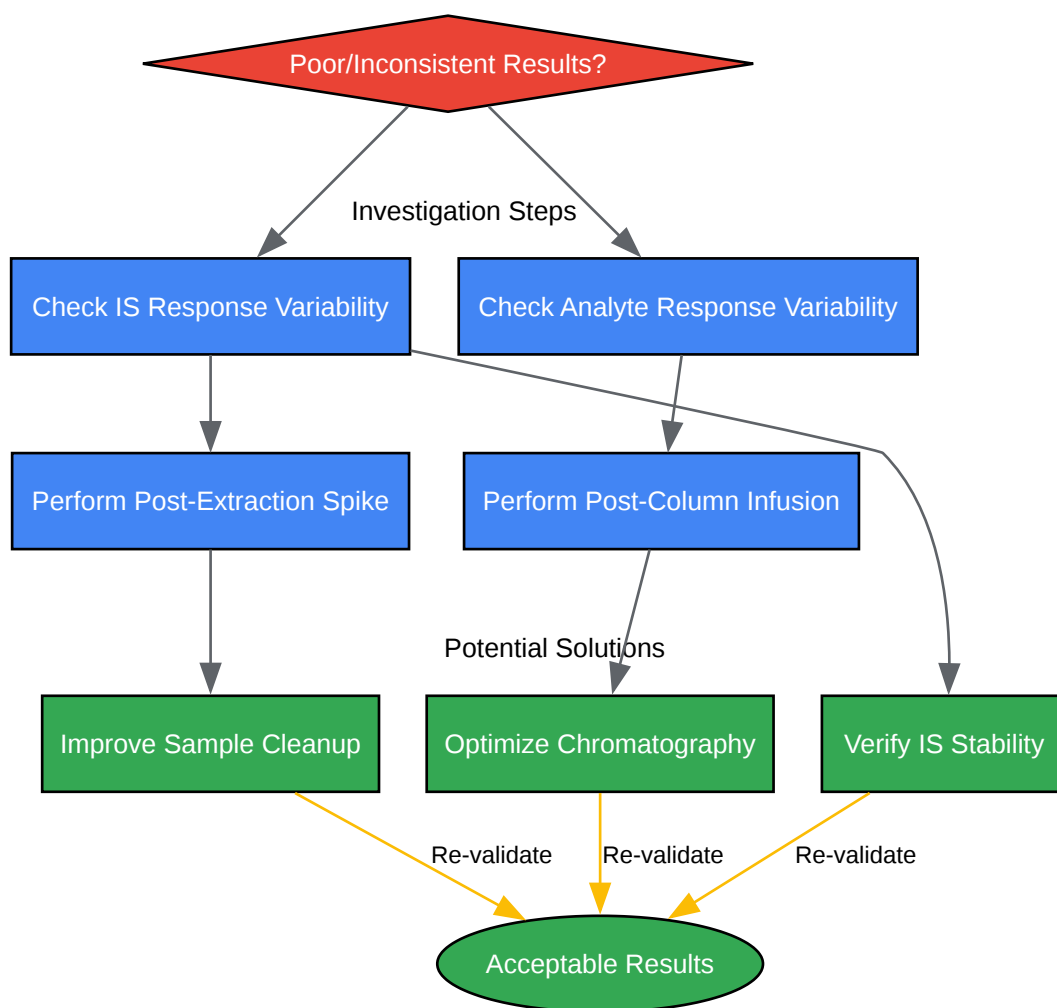 Poor/Inconsistent Results?
Investigation Steps
Check IS Response Variability
Check Analyte Response Variability
Perform Post-Extraction Spike
Perform Post-Column Infusion
Potential Solutions
Improve Sample Cleanup
Optimize Chromatography
Verify IS Stability
Re-validate
Re-validate
Re-validate
Acceptable Results